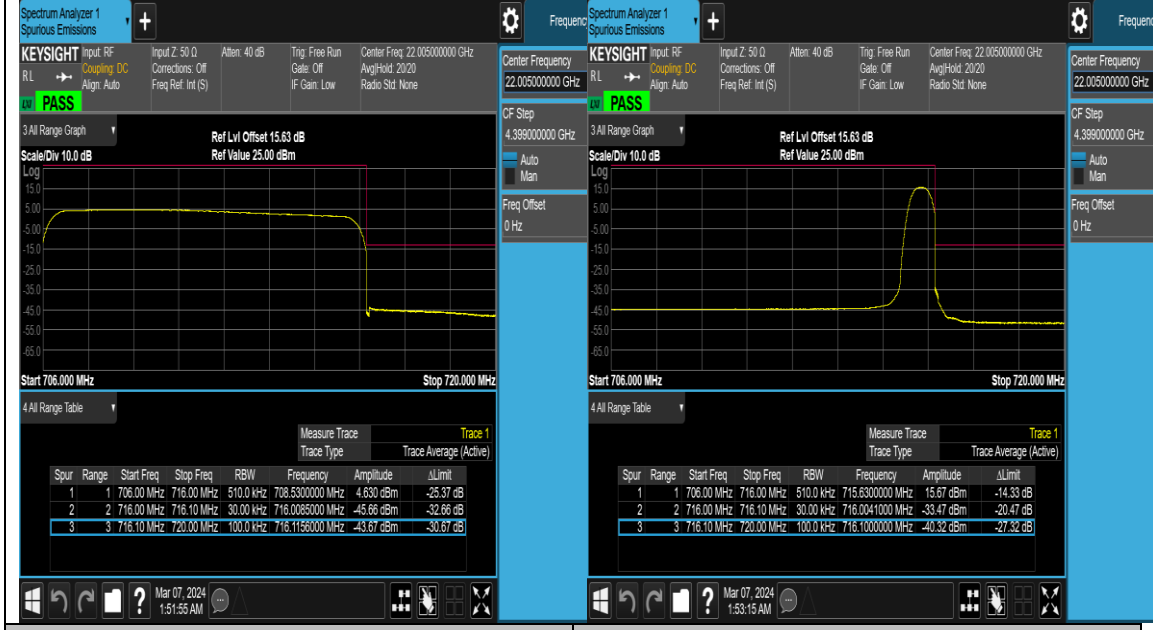 Spectrum Analyzer 1
Spurious Emissions
Frequenc
KEYSIGHT
RL
Input: RF
Coupling: DC
Align: Auto
Input Z: 50 Ω
Corrections: Off
Freq Ref: Int (S)
Atten: 40 dB
Trig: Free Run
Gate: Off
IF Gain: Low
Center Freq: 22.005000000 GHz
Avg|Hold: 20/20
Radio Std: None
PASS
Center Frequency
22.005000000 GHz
CF Step
4.399000000 GHz
Auto
Man
Freq Offset
0 Hz
3 All Range Graph
Ref Lvl Offset 15.63 dB
Scale/Div 10.0 dB
Ref Value 25.00 dBm
Log
15.0
5.00
-5.00
-15.0
-25.0
-35.0
-45.0
-55.0
-65.0
Start 706.000 MHz
Stop 720.000 MHz
4 All Range Table
Measure Trace Trace 1
Trace Type Trace Average (Active)
Spur Range Start Freq Stop Freq RBW Frequency Amplitude ΔLimit
1 1 706.00 MHz 716.00 MHz 510.0 kHz 708.5300000 MHz 4.630 dBm -25.37 dB
2 2 716.00 MHz 716.10 MHz 30.00 kHz 716.0085000 MHz -45.66 dBm -32.66 dB
3 3 716.10 MHz 720.00 MHz 100.0 kHz 716.1156000 MHz -43.67 dBm -30.67 dB
?
Mar 07, 2024
1:51:55 AM
Spectrum Analyzer 1
Spurious Emissions
Frequenc
KEYSIGHT
RL
Input: RF
Coupling: DC
Align: Auto
Input Z: 50 Ω
Corrections: Off
Freq Ref: Int (S)
Atten: 40 dB
Trig: Free Run
Gate: Off
IF Gain: Low
Center Freq: 22.005000000 GHz
Avg|Hold: 20/20
Radio Std: None
PASS
Center Frequency
22.005000000 GHz
CF Step
4.399000000 GHz
Auto
Man
Freq Offset
0 Hz
3 All Range Graph
Ref Lvl Offset 15.63 dB
Scale/Div 10.0 dB
Ref Value 25.00 dBm
Log
15.0
5.00
-5.00
-15.0
-25.0
-35.0
-45.0
-55.0
-65.0
Start 706.000 MHz
Stop 720.000 MHz
4 All Range Table
Measure Trace Trace 1
Trace Type Trace Average (Active)
Spur Range Start Freq Stop Freq RBW Frequency Amplitude ΔLimit
1 1 706.00 MHz 716.00 MHz 510.0 kHz 715.6300000 MHz 15.67 dBm -14.33 dB
2 2 716.00 MHz 716.10 MHz 30.00 kHz 716.0041000 MHz -33.47 dBm -20.47 dB
3 3 716.10 MHz 720.00 MHz 100.0 kHz 716.1000000 MHz -40.32 dBm -27.32 dB
?
Mar 07, 2024
1:53:15 AM